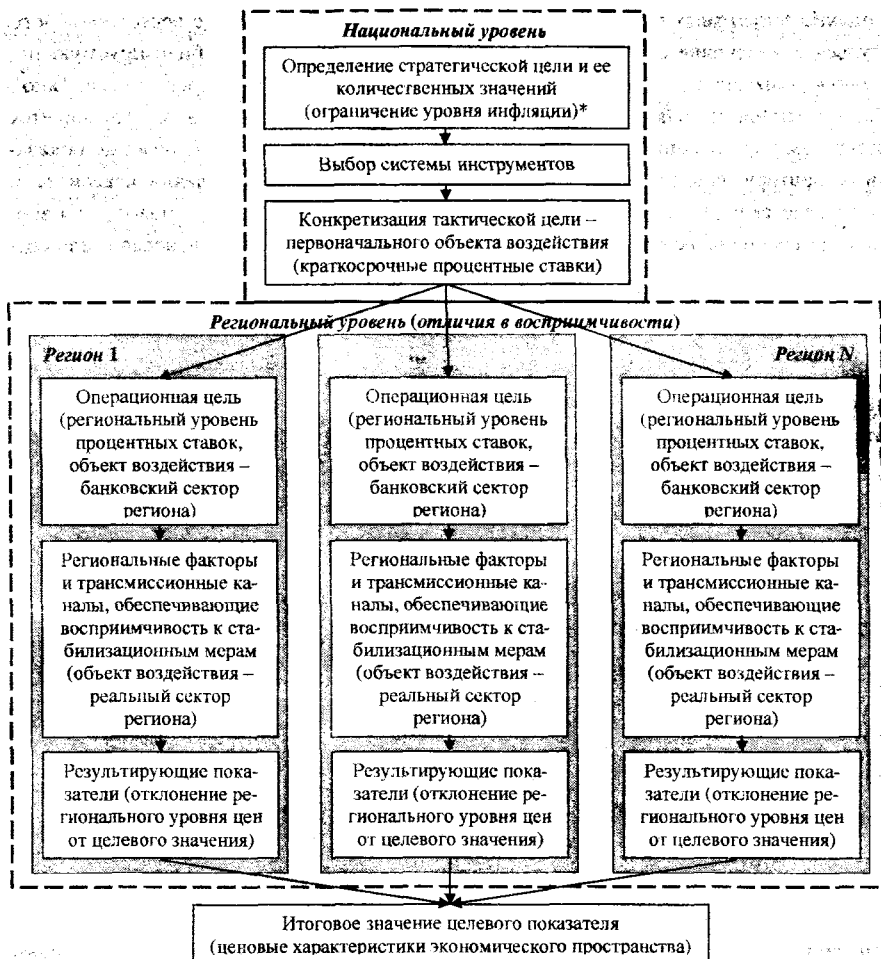 Национальный уровень
Определение стратегической цели и ее
количественных значений
(ограничение уровня инфляции)*
Выбор системы инструментов
Конкретизация тактической цели –
первоначального объекта воздействия
(краткосрочные процентные ставки)
Региональный уровень (отличия в восприимчивости)
Регион 1
Операционная цель
(региональный уровень
процентных ставок,
объект воздействия –
банковский сектор
региона)
Региональные факторы
и трансмиссионные ка-
налы, обеспечивающие
восприимчивость к ста-
билизационным мерам
(объект воздействия –
реальный сектор
региона)
Результирующие пока-
затели (отклонение ре-
гионального уровня цен
от целевого значения)
Операционная цель
(региональный уровень
процентных ставок,
объект воздействия –
банковский сектор
региона)
Региональные факторы
и трансмиссионные ка-
налы, обеспечивающие
восприимчивость к ста-
билизационным мерам
(объект воздействия –
реальный сектор
региона)
Результирующие пока-
затели (отклонение ре-
гионального уровня цен
от целевого значения)
Регион N
Операционная цель
(региональный уровень
процентных ставок,
объект воздействия –
банковский сектор
региона)
Региональные факторы
и трансмиссионные ка-
налы, обеспечивающие
восприимчивость к ста-
билизационным мерам
(объект воздействия –
реальный сектор
региона)
Результирующие пока-
затели (отклонение ре-
гионального уровня цен
от целевого значения)
Итоговое значение целевого показателя
(ценовые характеристики экономического пространства)